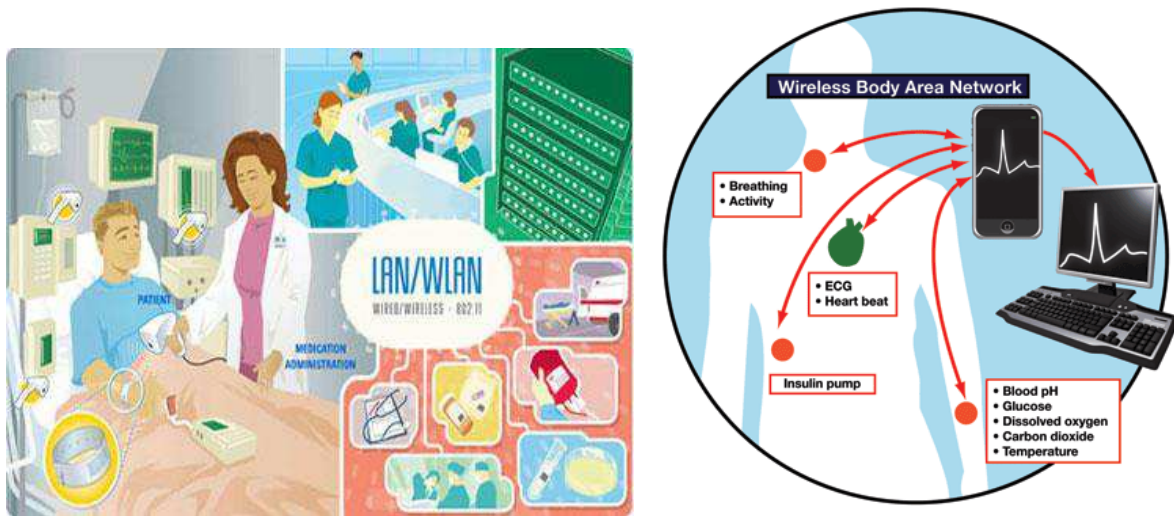 PATIENT
MEDICATION
ADMINISTRATION
LAN/WLAN
WIRED/WIRELESS - 802.11
Wireless Body Area Network
• Breathing
• Activity
• ECG
• Heart beat
Insulin pump
• Blood pH
• Glucose
• Dissolved oxygen
• Carbon dioxide
• Temperature